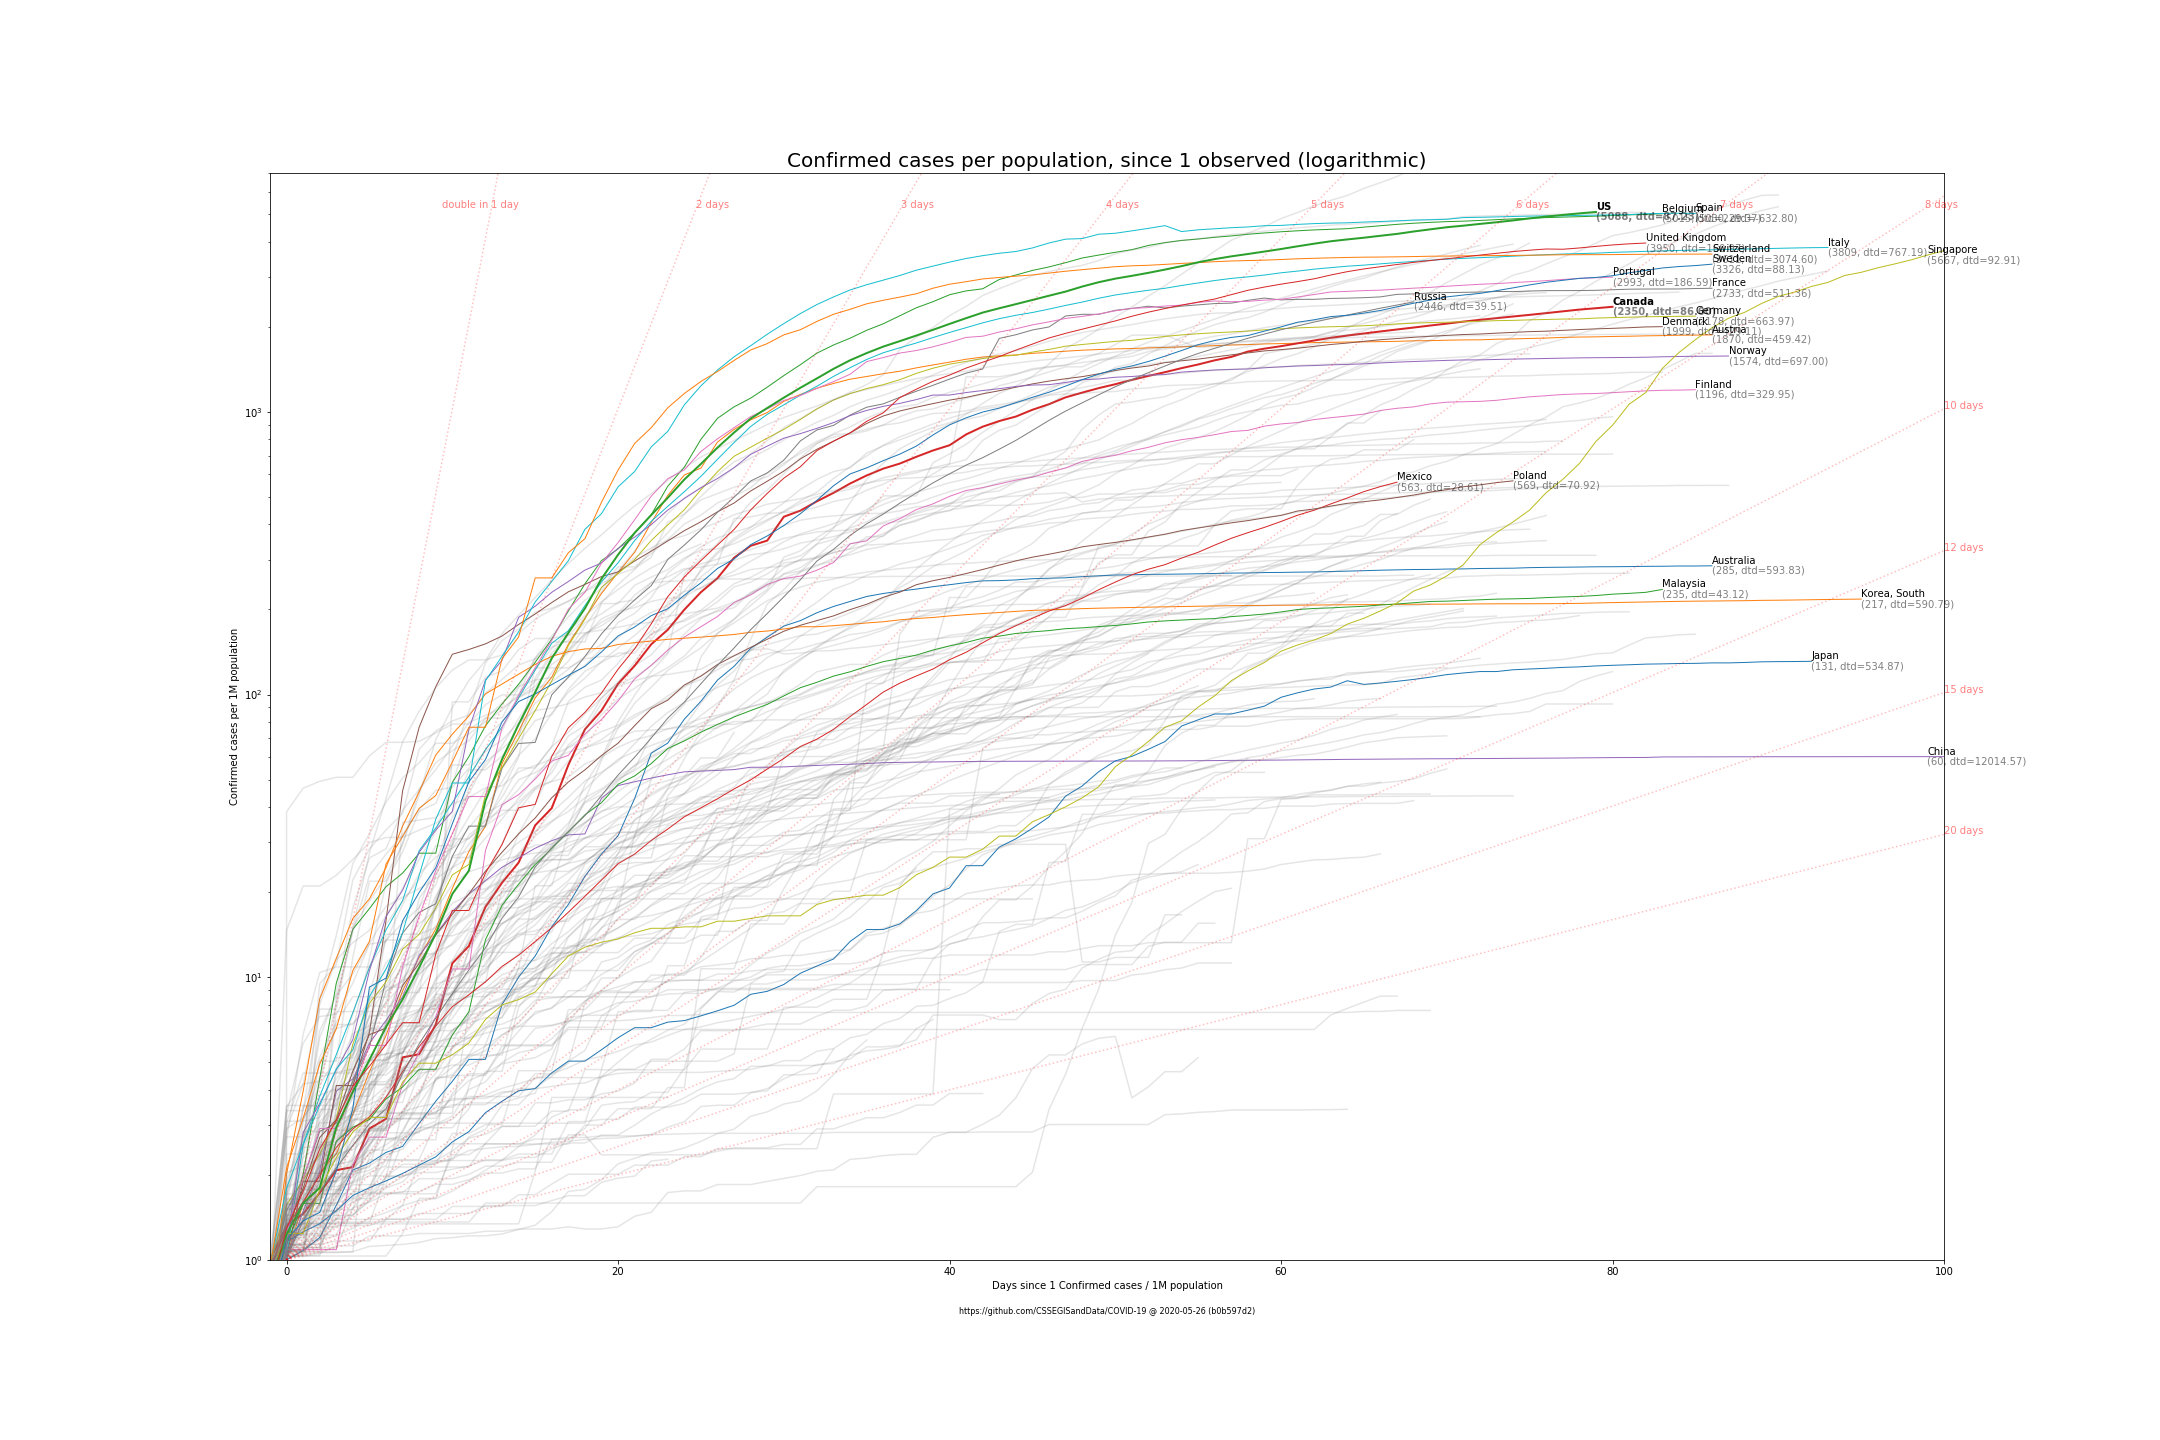 Confirmed cases per population, since 1 observed (logarithmic)
double in 1 day
2 days
3 days
4 days
5 days
6 days
7 days
8 days
US
(5088,
Belgium
Spain
632.80)
United Kingdom
(3950,
Italy
(3809, dtd=767.19)
Singapore
(5667, dtd=92.91)
Switzerland
3074.60)
Sweden
(3326, dtd=88.13)
Portugal
(2993, dtd=186.59)
France
(2733, dtd=511.36)
Russia
(2446, dtd=39.51)
Canada
(2350,
Germany
dtd=663.97)
Denmark
(1999,
Austria
(1870, dtd=459.42)
Norway
(1574, dtd=697.00)
Finland
(1196, dtd=329.95)
10 days
Mexico
(563, dtd=28.61)
Poland
(569, dtd=70.92)
12 days
Australia
(285, dtd=593.83)
Malaysia
(235, dtd=43.12)
Korea, South
(217, dtd=590.79)
Japan
(131, dtd=534.87)
15 days
China
(60, dtd=12014.57)
20 days
10³
10²
10¹
10⁰
Confirmed cases per 1M population
0 20 40 60 80 100
Days since 1 Confirmed cases / 1M population
https://github.com/CSSEGISandData/COVID-19 @ 2020-05-26 (b0b597d2)